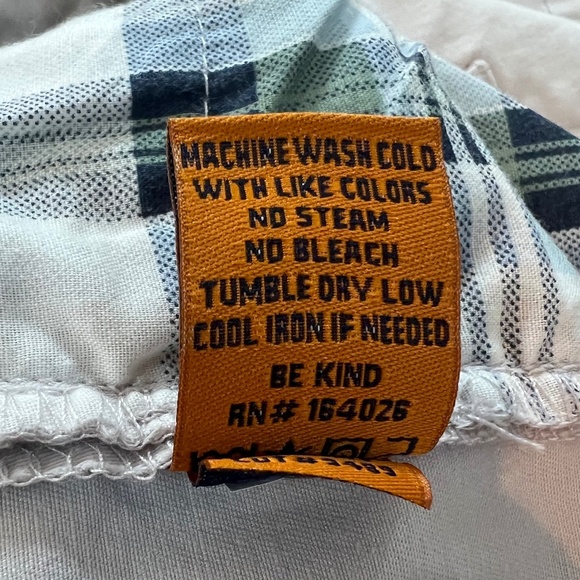 MACHINE WASH COLD
WITH LIKE COLORS
NO STEAM
NO BLEACH
TUMBLE DRY LOW
COOL IRON IF NEEDED
BE KIND
RN# 164026